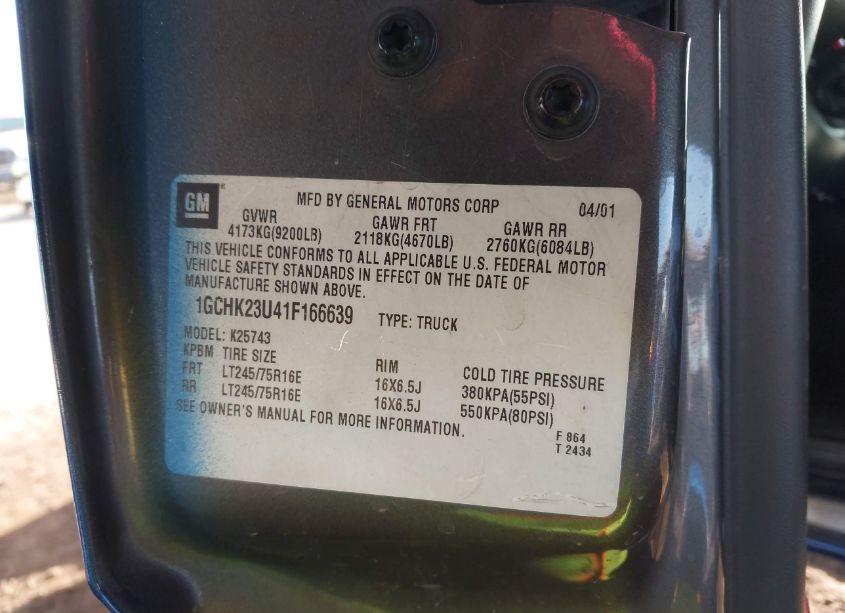 GM MFD BY GENERAL MOTORS CORP 04/01
GVWR GAWR FRT GAWR RR
4173KG(9200LB) 2118KG(4670LB) 2760KG(6084LB)
THIS VEHICLE CONFORMS TO ALL APPLICABLE U.S. FEDERAL MOTOR
VEHICLE SAFETY STANDARDS IN EFFECT ON THE DATE OF
MANUFACTURE SHOWN ABOVE.
1GCHK23U41F166639 TYPE: TRUCK
MODEL: K25743
KPBM TIRE SIZE RIM COLD TIRE PRESSURE
FRT LT245/75R16E 16X6.5J 380KPA(55PSI)
RR LT245/75R16E 16X6.5J 550KPA(80PSI)
SEE OWNER'S MANUAL FOR MORE INFORMATION.
F 864
T 2434